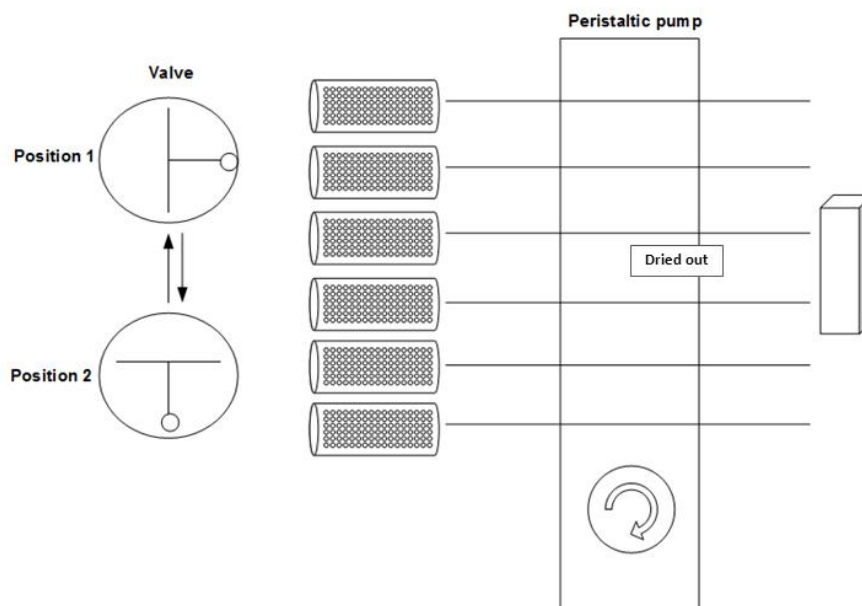 Peristaltic pump
Valve
Position 1
Dried out
Position 2